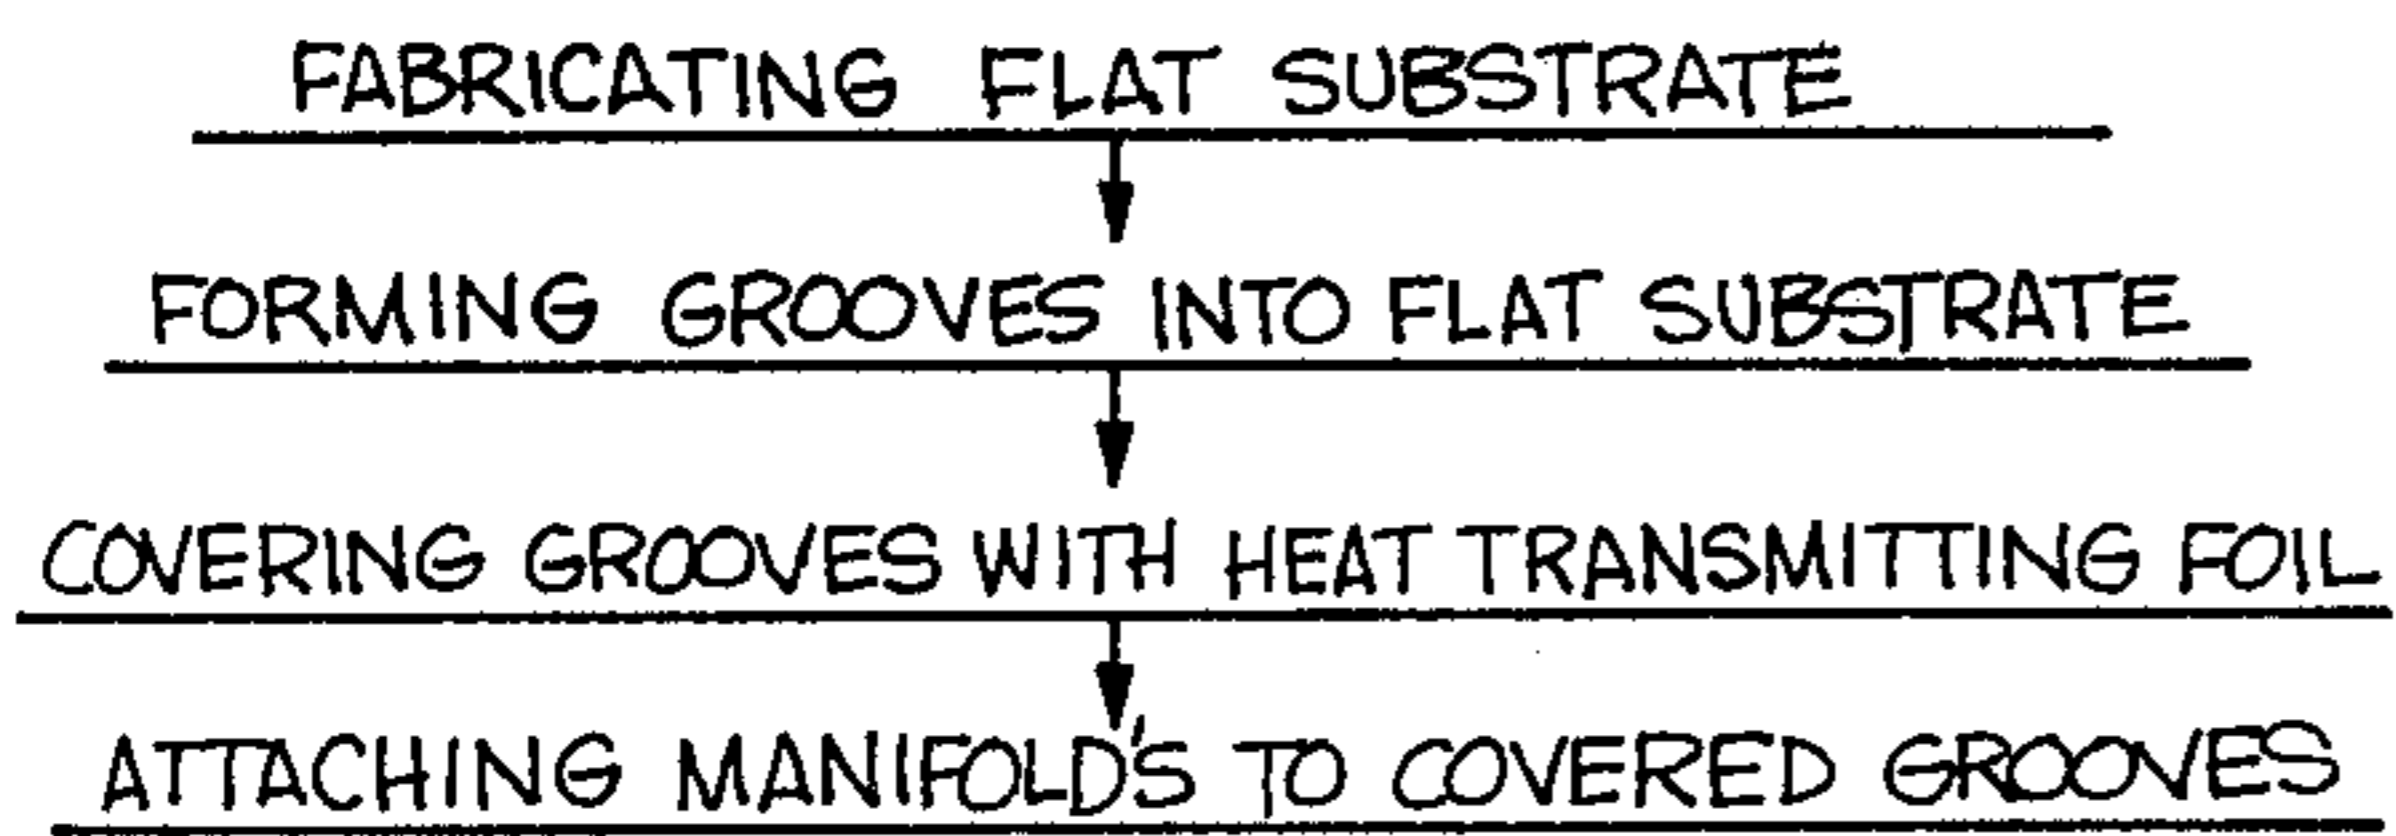 FABRICATING FLAT SUBSTRATE
FORMING GROOVES INTO FLAT SUBSTRATE
COVERING GROOVES WITH HEAT TRANSMITTING FOIL
ATTACHING MANIFOLD'S TO COVERED GROOVES